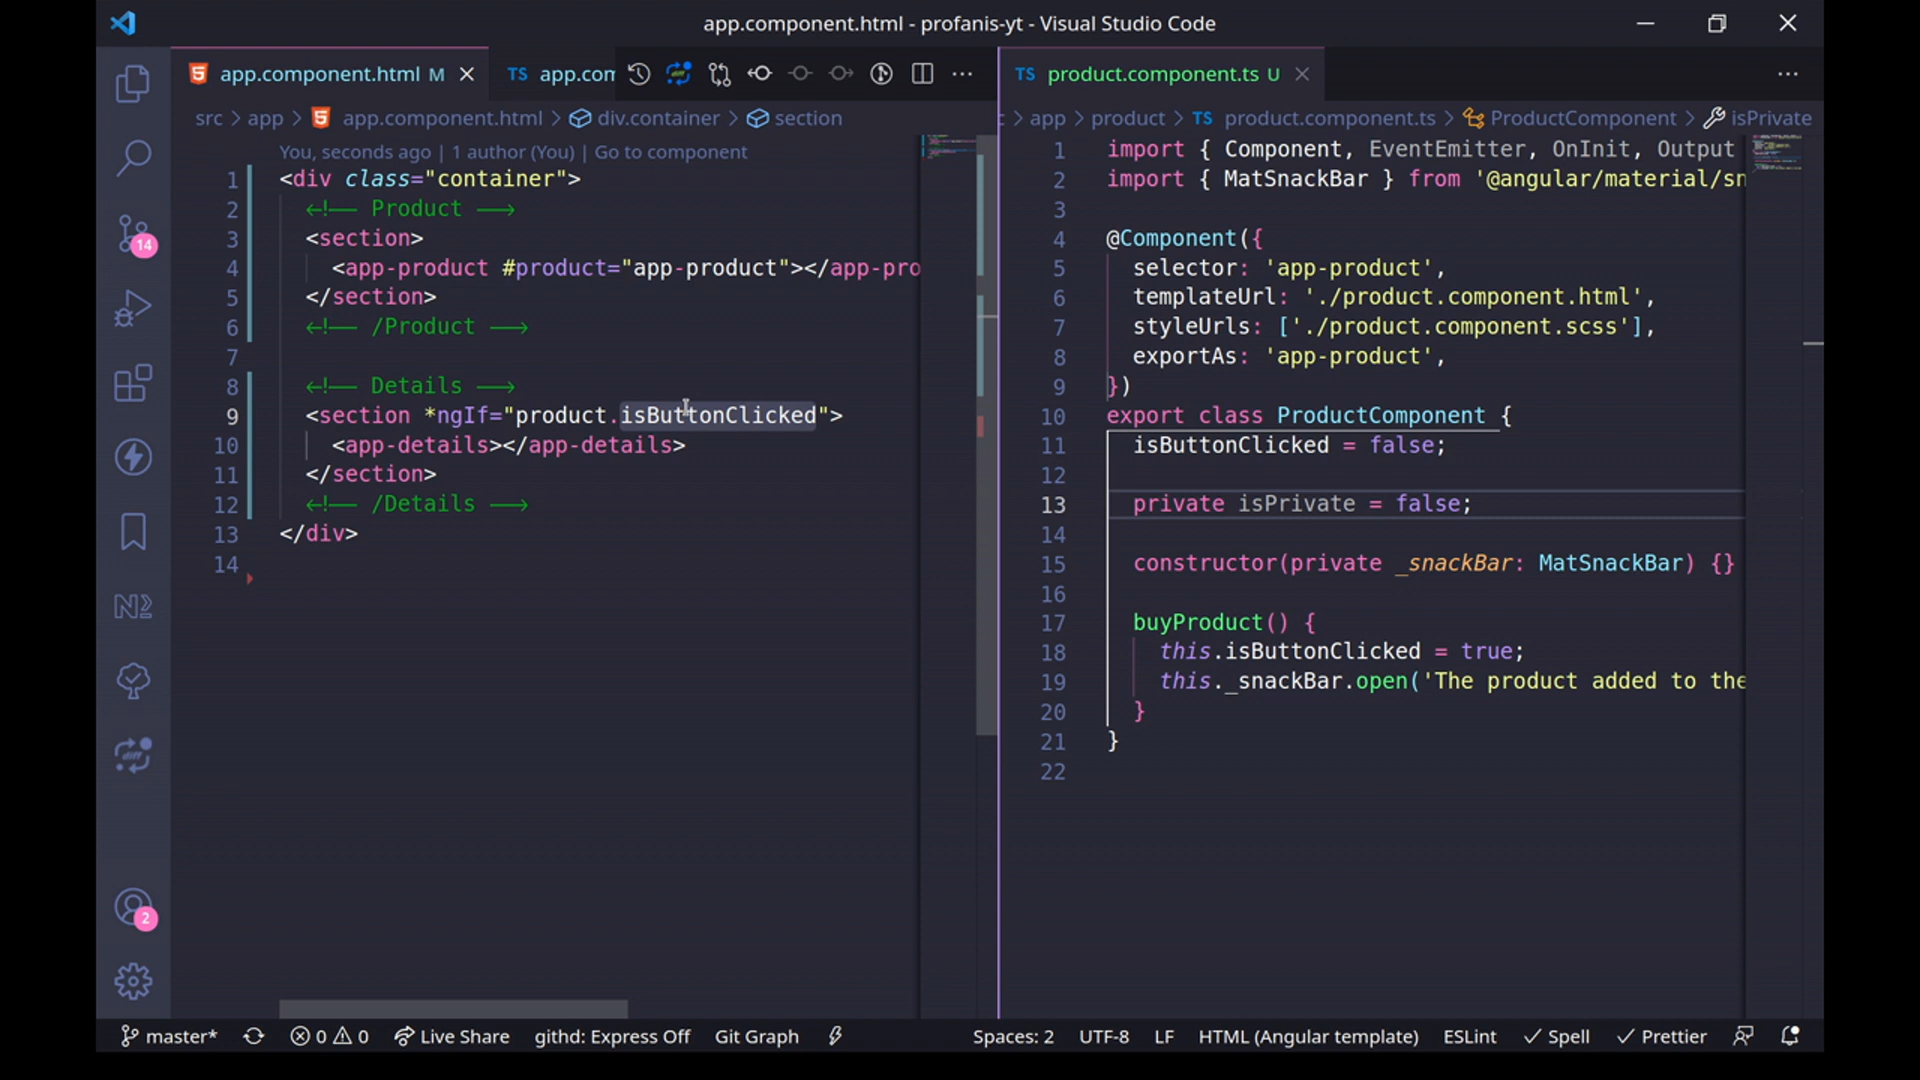 app.component.html - profanis-yt - Visual Studio Code
app.component.html M
TS app.com
TS product.component.ts U
src > app > app.component.html > div.container > section
app > product > TS product.component.ts > ProductComponent > isPrivate
You, seconds ago | 1 author (You) | Go to component
1 <div class="container">
2 <!-- Product -->
3 <section>
4 <app-product #product="app-product"></app-pro
5 </section>
6 <!-- /Product -->
7
8 <!-- Details -->
9 <section *ngIf="product.isButtonClicked">
10 <app-details></app-details>
11 </section>
12 <!-- /Details -->
13 </div>
14
1 import { Component, EventEmitter, OnInit, Output
2 import { MatSnackBar } from '@angular/material/sn
3
4 @Component({
5 selector: 'app-product',
6 templateUrl: './product.component.html',
7 styleUrls: ['./product.component.scss'],
8 exportAs: 'app-product',
9 })
10 export class ProductComponent {
11 isButtonClicked = false;
12
13 private isPrivate = false;
14
15 constructor(private _snackBar: MatSnackBar) {}
16
17 buyProduct() {
18 this.isButtonClicked = true;
19 this._snackBar.open('The product added to the
20 }
21 }
22
14
2
master* 0 0 Live Share githd: Express Off Git Graph Spaces: 2 UTF-8 LF HTML (Angular template) ESLint Spell Prettier